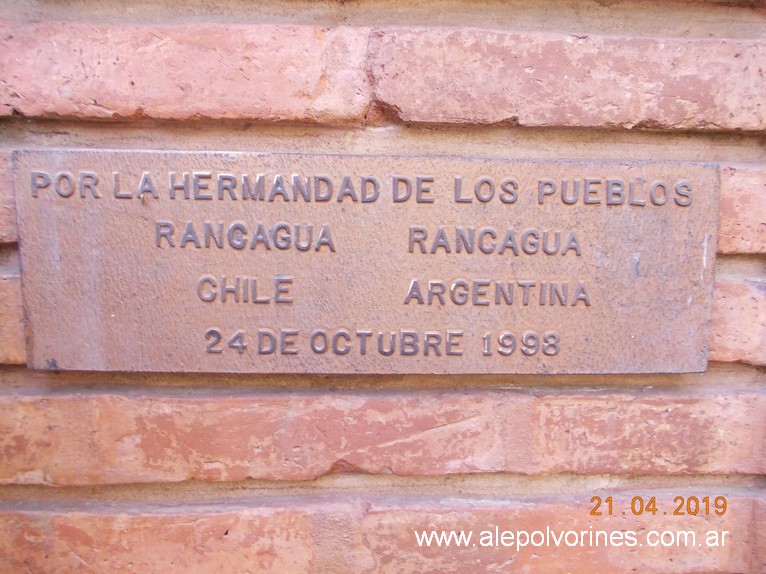 POR LA HERMANDAD DE LOS PUEBLOS
RANCAGUA RANCAGUA
CHILE ARGENTINA
24 DE OCTUBRE 1998
21.04.2019
www.alepolvorines.com.ar